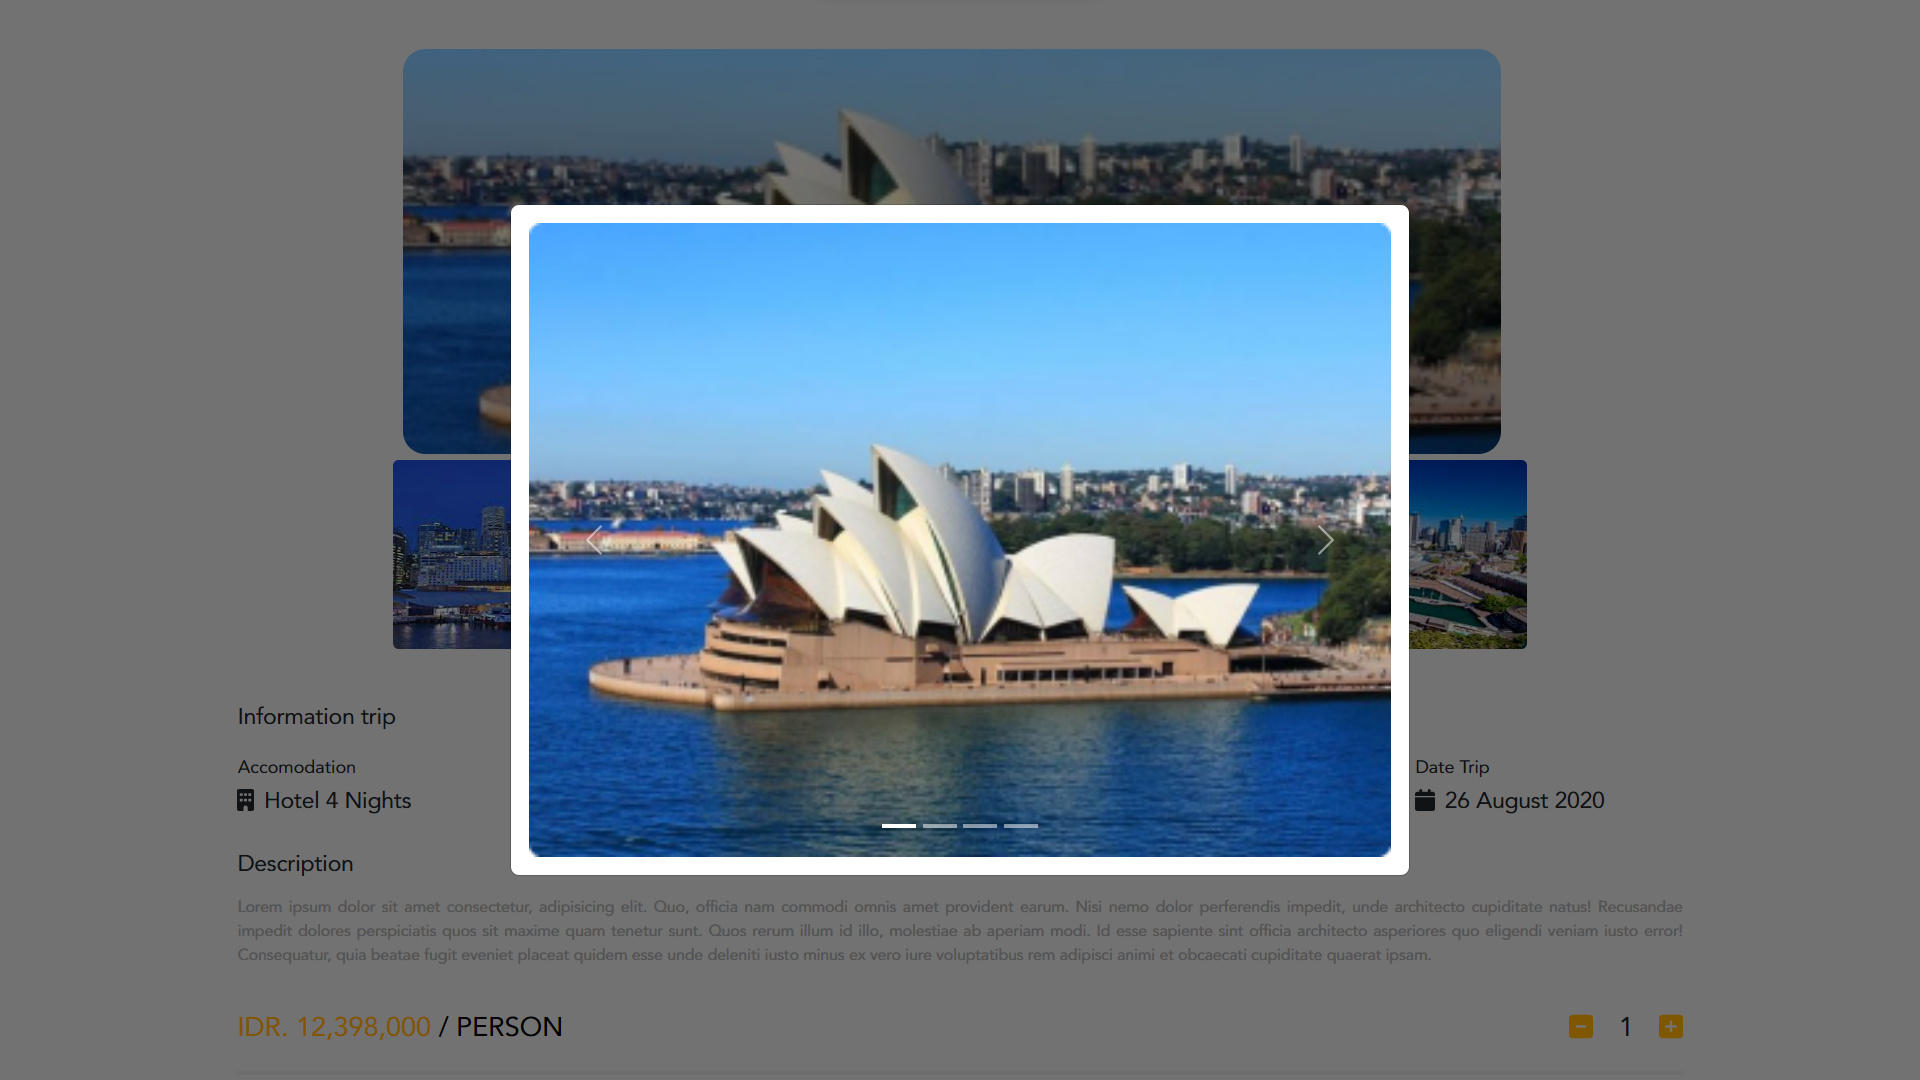 Information trip
Accomodation
Hotel 4 Nights
Date Trip
26 August 2020
Description
Lorem ipsum dolor sit amet consectetur, adipisicing elit. Quo, officia nam commodi omnis amet provident earum. Nisi nemo dolor perferendis impedit, unde architecto cupiditate natus! Recusandae
impedit dolores perspiciatis quos sit maxime quam tenetur sunt. Quos rerum illum id illo, molestiae ab aperiam modi. Id esse sapiente sint officia architecto asperiores quo eligendi veniam iusto error!
Consequatur, quia beatae fugit eveniet placeat quidem esse unde deleniti iusto minus ex vero iure voluptatibus rem adipisci animi et obcaecati cupiditate quaerat ipsam.
IDR. 12,398,000 / PERSON
1